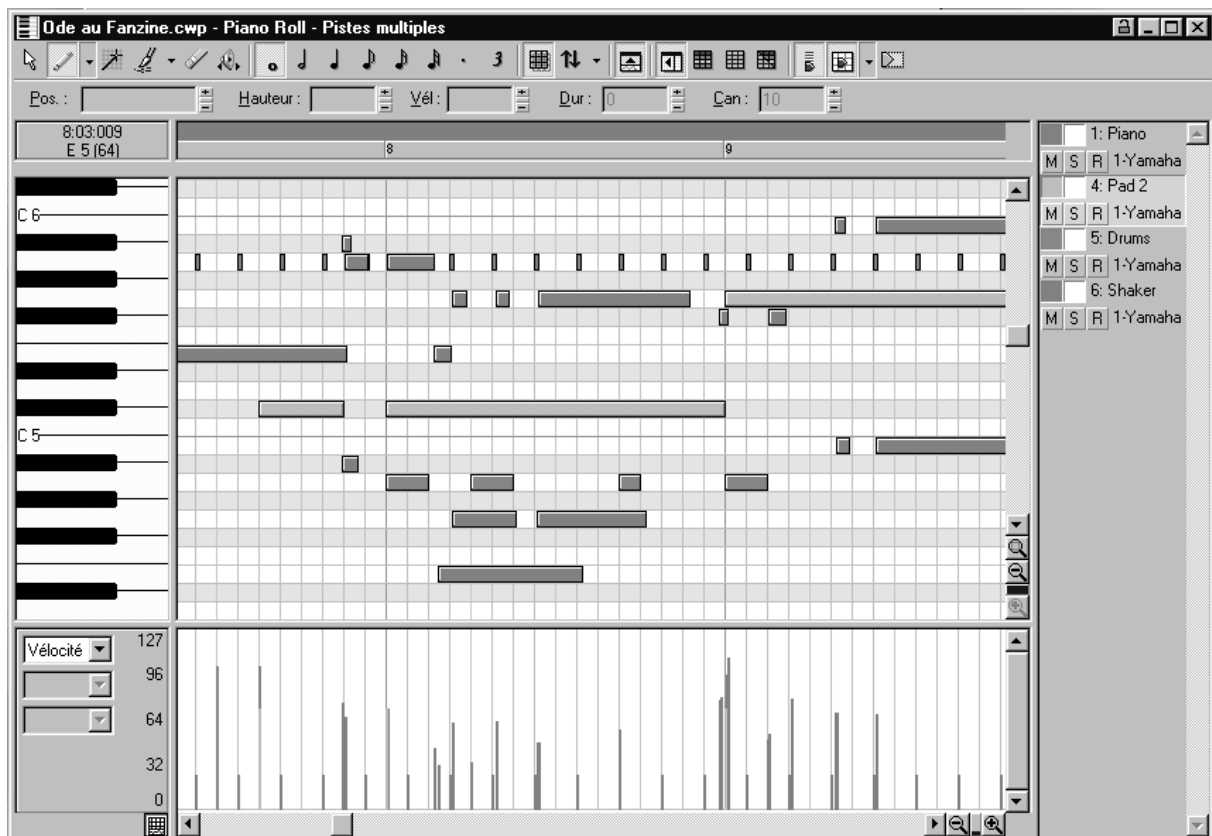 Ode au Fanzine.cwp - Piano Roll - Pistes multiples
3
Pos. : Hauteur : Vél : Dur : 0 Can : 10
8:03:009
E 5 (64)
8 9
C 6
C 5
1: Piano
M S R 1-Yamaha
4: Pad 2
M S R 1-Yamaha
5: Drums
M S R 1-Yamaha
6: Shaker
M S R 1-Yamaha
Vélocité
127
96
64
32
0